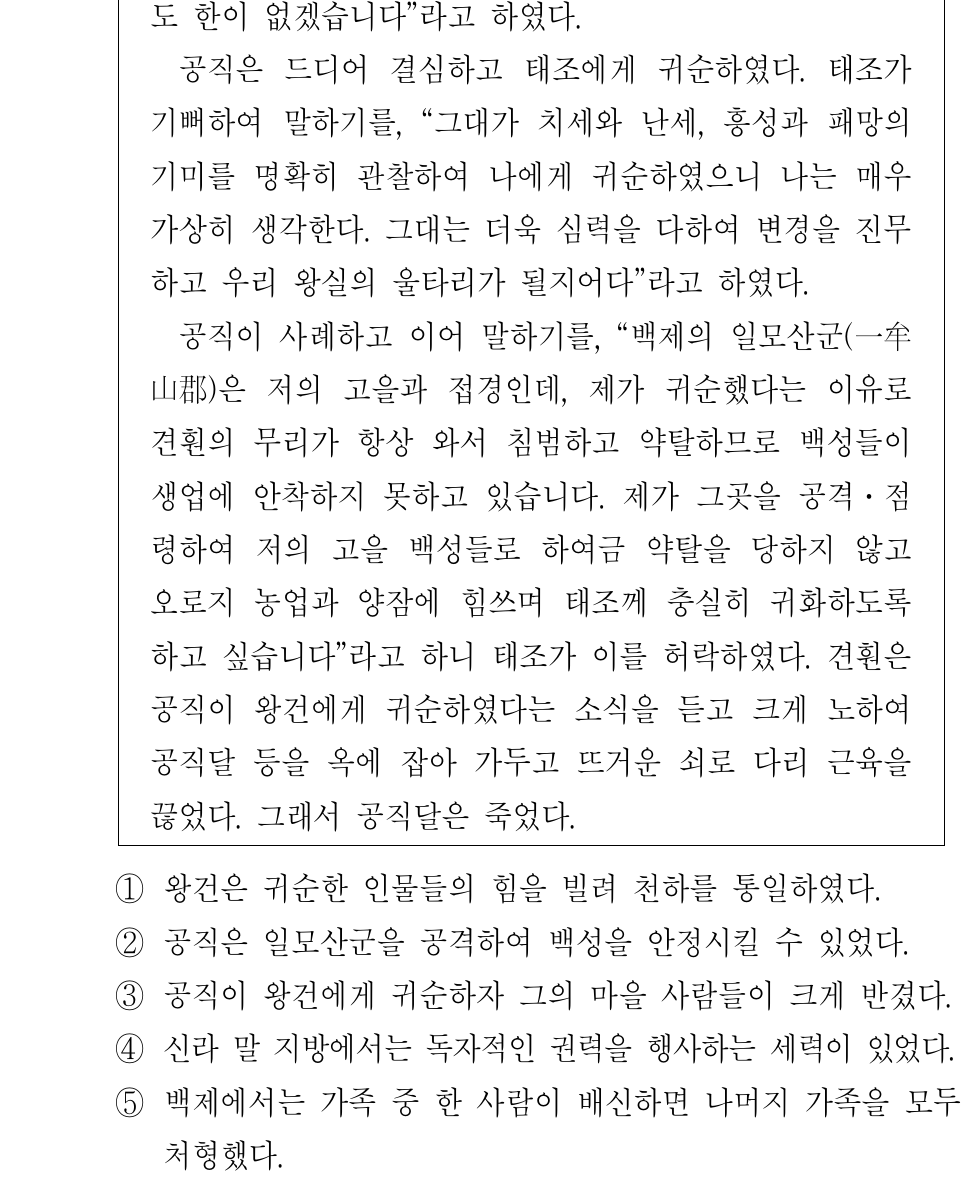 도 한이 없겠습니다”라고 하였다.
공직은 드디어 결심하고 태조에게 귀순하였다. 태조가
기뻐하여 말하기를, “그대가 치세와 난세, 흥성과 패망의
기미를 명확히 관찰하여 나에게 귀순하였으니 나는 매우
가상히 생각한다. 그대는 더욱 심력을 다하여 변경을 진무
하고 우리 왕실의 울타리가 될지어다”라고 하였다.
공직이 사례하고 이어 말하기를, “백제의 일모산군(一牟
山郡)은 저의 고을과 접경인데, 제가 귀순했다는 이유로
견훤의 무리가 항상 와서 침범하고 약탈하므로 백성들이
생업에 안착하지 못하고 있습니다. 제가 그곳을 공격・점
령하여 저의 고을 백성들로 하여금 약탈을 당하지 않고
오로지 농업과 양잠에 힘쓰며 태조께 충실히 귀화하도록
하고 싶습니다”라고 하니 태조가 이를 허락하였다. 견훤은
공직이 왕건에게 귀순하였다는 소식을 듣고 크게 노하여
공직달 등을 옥에 잡아 가두고 뜨거운 쇠로 다리 근육을
끊었다. 그래서 공직달은 죽었다.
① 왕건은 귀순한 인물들의 힘을 빌려 천하를 통일하였다.
② 공직은 일모산군을 공격하여 백성을 안정시킬 수 있었다.
③ 공직이 왕건에게 귀순하자 그의 마을 사람들이 크게 반겼다.
④ 신라 말 지방에서는 독자적인 권력을 행사하는 세력이 있었다.
⑤ 백제에서는 가족 중 한 사람이 배신하면 나머지 가족을 모두
처형했다.